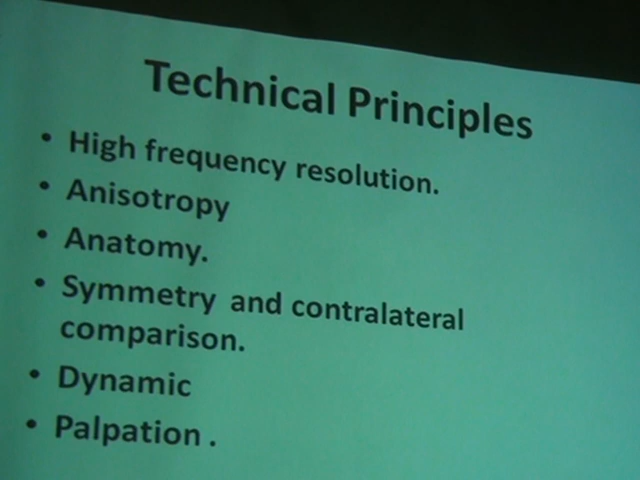 Technical Principles
• High frequency resolution.
• Anisotropy
• Anatomy.
• Symmetry and contralateral
comparison.
• Dynamic
• Palpation .